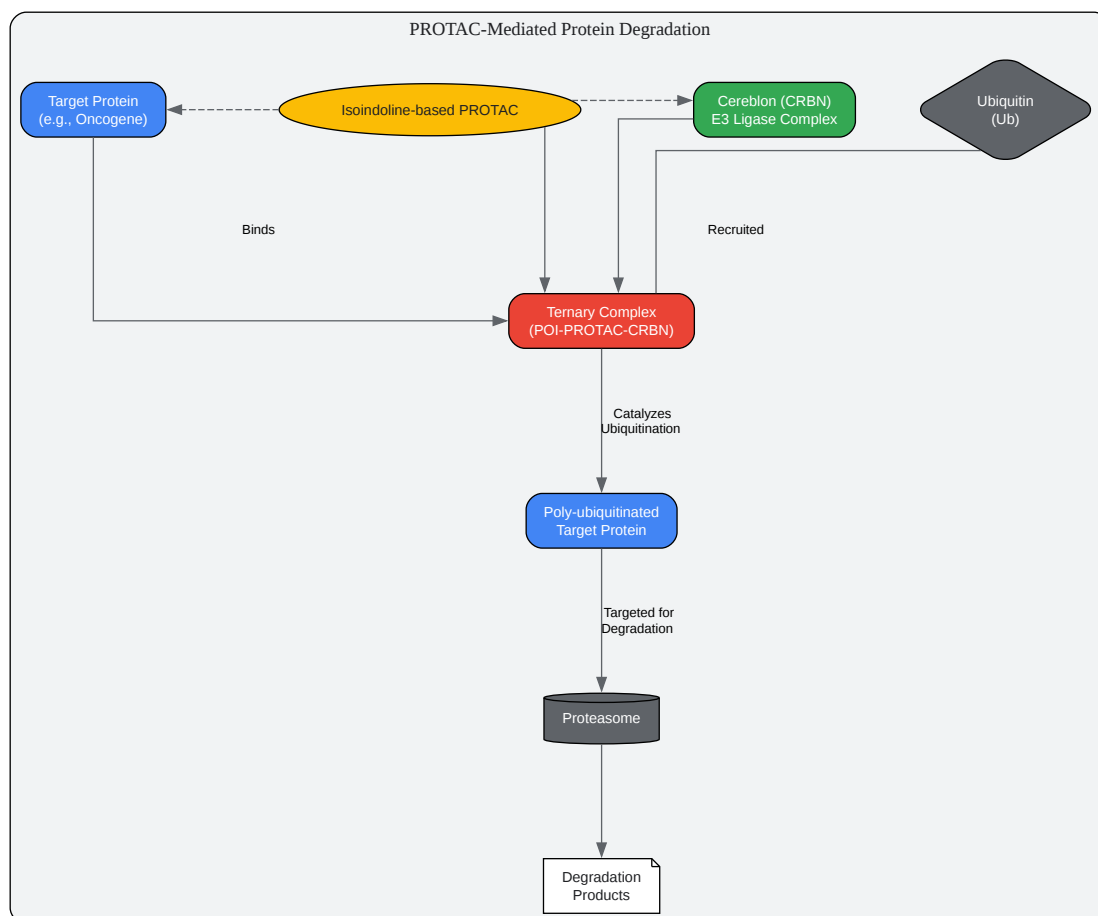 PROTAC-Mediated Protein Degradation
Target Protein
(e.g., Oncogene)
Isoindoline-based PROTAC
Cereblon (CRBN)
E3 Ligase Complex
Ubiquitin
(Ub)
Binds
Recruited
Ternary Complex
(POI-PROTAC-CRBN)
Catalyzes
Ubiquitination
Poly-ubiquitinated
Target Protein
Targeted for
Degradation
Proteasome
Degradation
Products